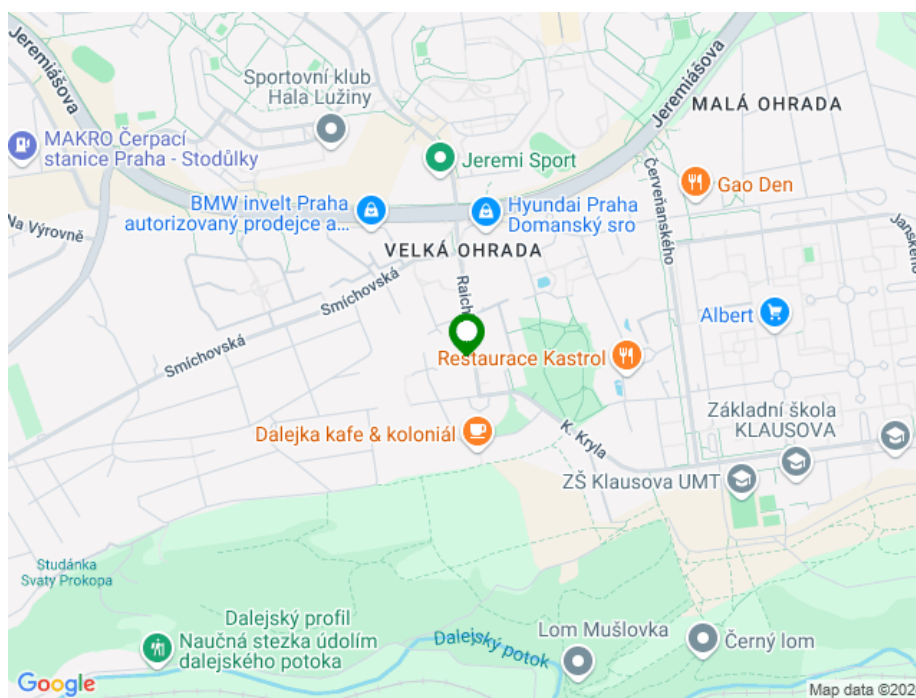 Jeremiášova
Sportovní klub
Hala Lužiny
Jeremiášova
MALÁ OHRADA
MAKRO Čerpací
stanice Praha - Stodůlky
Jeremi Sport
Červeňanského
Gao Den
BMW invelt Praha
autorizovaný prodejce a…
Hyundai Praha
Domanský sro
Na Výrovně
Janského
VELKÁ OHRADA
Smíchovská
Raich
Albert
Smíchovská
Restaurace Kastrol
Základní škola
KLAUSOVA
Dalejka kafe & koloniál
K. Kryla
ZŠ Klausova UMT
Studánka
Svaty Prokopa
Dalejský profil
Naučná stezka údolím
dalejského potoka
Dalejský potok
Lom Mušlovka
Černý lom
Google
Map data ©202